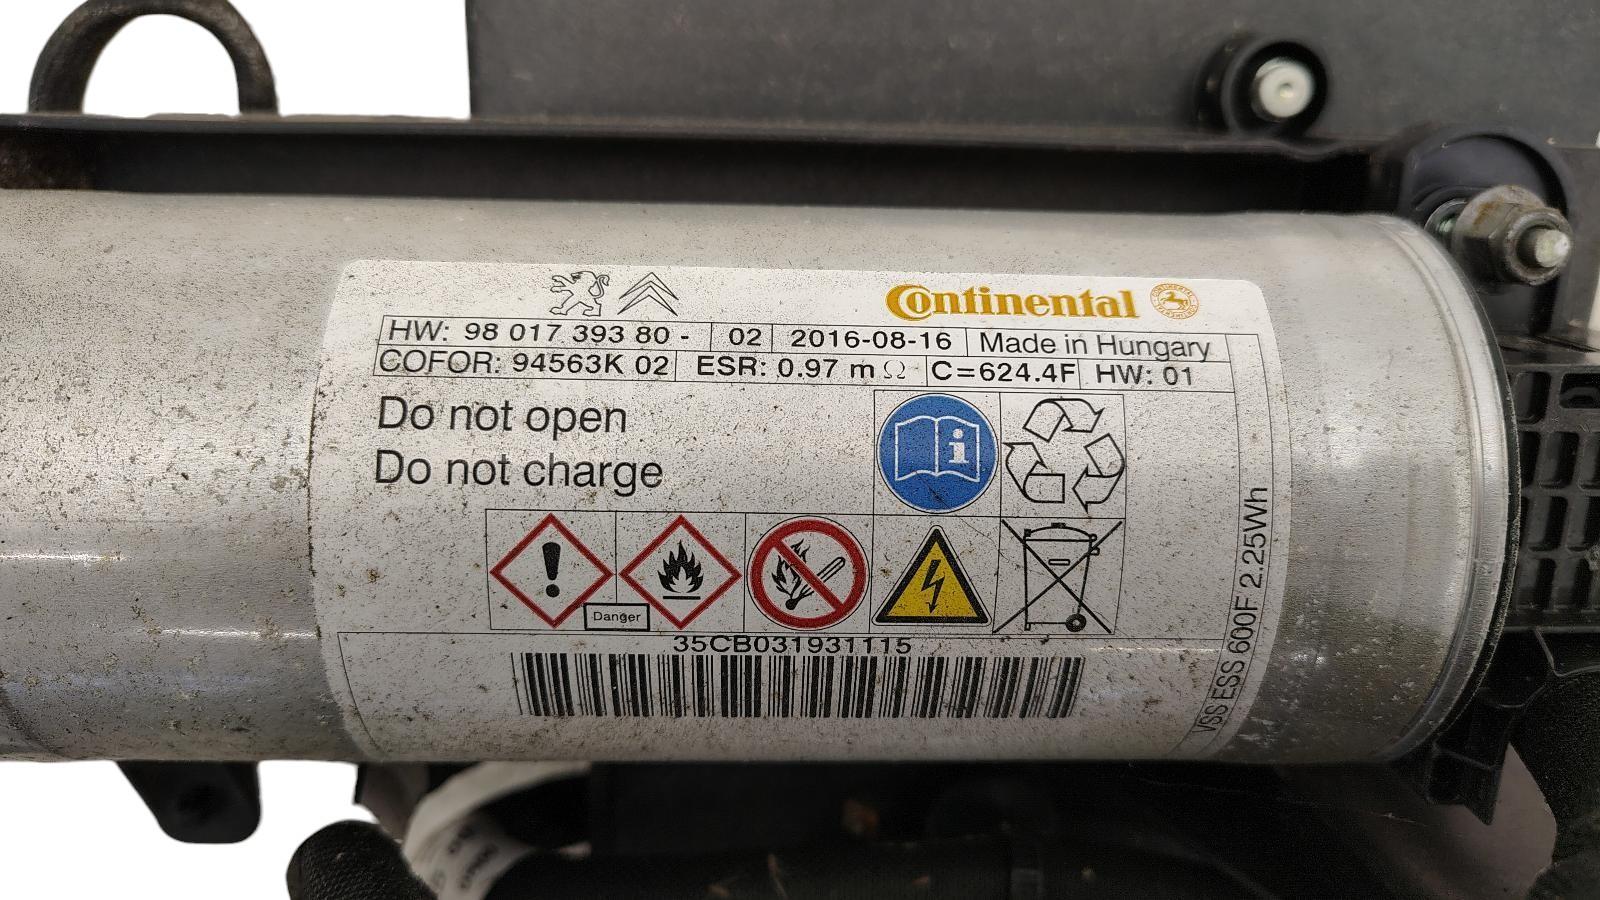 Continental
HW: 98 017 393 80 - 02 2016-08-16 Made in Hungary
COFOR: 94563K 02 ESR: 0.97 m Ω C=624.4F HW: 01
Do not open
Do not charge
Danger
35CB031931115
VSS ESS 600F 2.25Wh